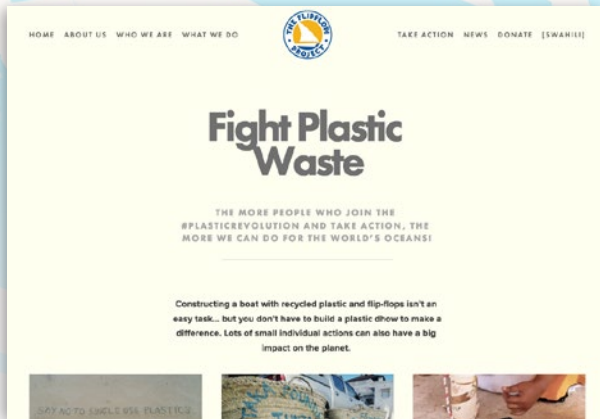 HOME ABOUT US WHO WE ARE WHAT WE DO
THE FLIPFLOPI PROJECT
TAKE ACTION NEWS DONATE [SWAHILI]
Fight Plastic
Waste
THE MORE PEOPLE WHO JOIN THE
#PLASTICREVOLUTION AND TAKE ACTION, THE
MORE WE CAN DO FOR THE WORLD'S OCEANS!
Constructing a boat with recycled plastic and flip-flops isn't an
easy task... but you don't have to build a plastic dhow to make a
difference. Lots of small individual actions can also have a big
impact on the planet.
SAY NO TO SINGLE USE PLASTICS